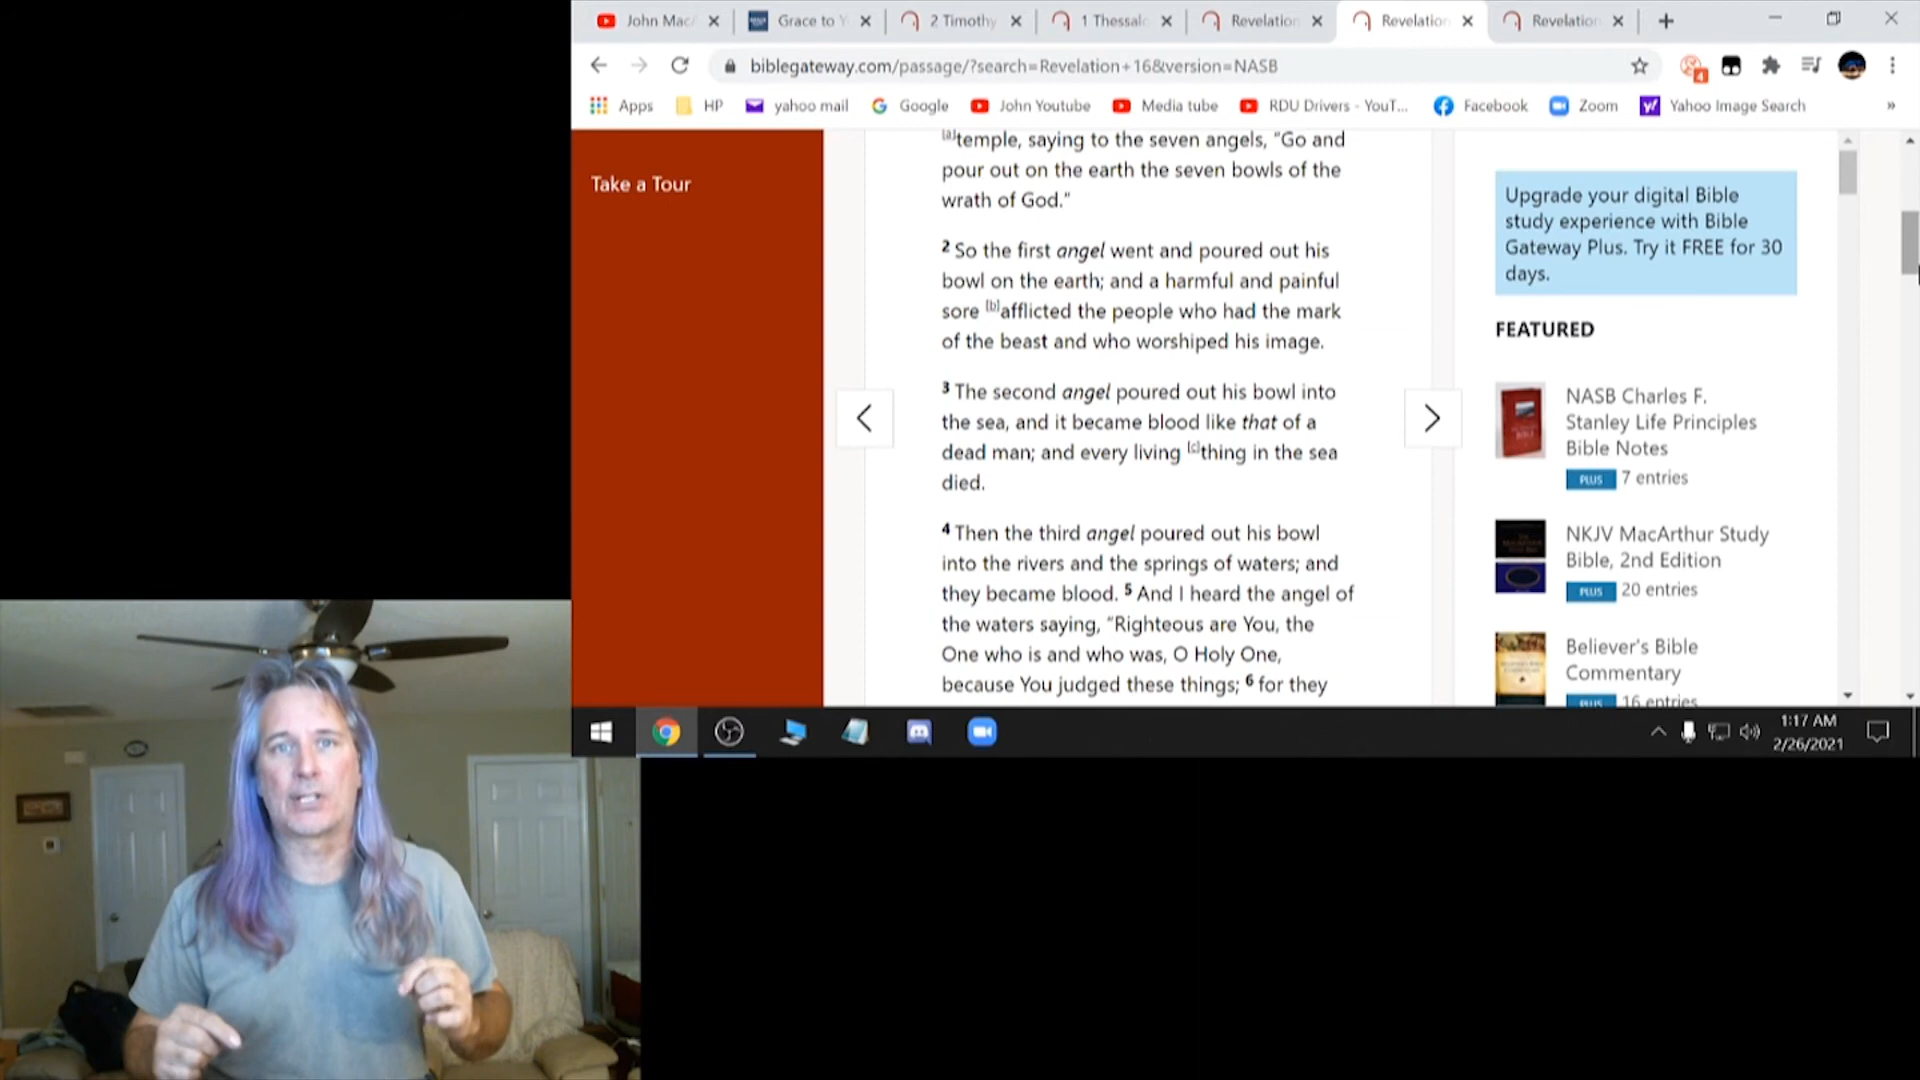 John Mac
Grace to Y
2 Timothy
1 Thessalo
Revelation
Revelation
Revelation
biblegateway.com/passage/?search=Revelation+16&version=NASB
4
Apps
HP
yahoo mail
Google
John Youtube
Media tube
RDU Drivers - YouT...
Facebook
Zoom
Yahoo Image Search
»
Take a Tour
[a]temple, saying to the seven angels, “Go and
pour out on the earth the seven bowls of the
wrath of God.”
2 So the first angel went and poured out his
bowl on the earth; and a harmful and painful
sore [b]afflicted the people who had the mark
of the beast and who worshiped his image.
3 The second angel poured out his bowl into
the sea, and it became blood like that of a
dead man; and every living [c]thing in the sea
died.
4 Then the third angel poured out his bowl
into the rivers and the springs of waters; and
they became blood. 5 And I heard the angel of
the waters saying, “Righteous are You, the
One who is and who was, O Holy One,
because You judged these things; 6 for they
Upgrade your digital Bible
study experience with Bible
Gateway Plus. Try it FREE for 30
days.
FEATURED
NASB Charles F.
Stanley Life Principles
Bible Notes
PLUS 7 entries
NKJV MacArthur Study
Bible, 2nd Edition
PLUS 20 entries
Believer's Bible
Commentary
PLUS 16 entries
1:17 AM
2/26/2021